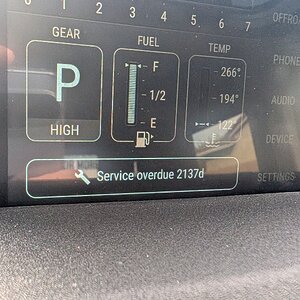 0 1 2 3 4 5 6 7
OFFRO
GEAR FUEL TEMP
PHONE
F 266°
P 1/2 194° AUDIO
E 122°
HIGH
DEVICE
Service overdue 2137d SETTINGS